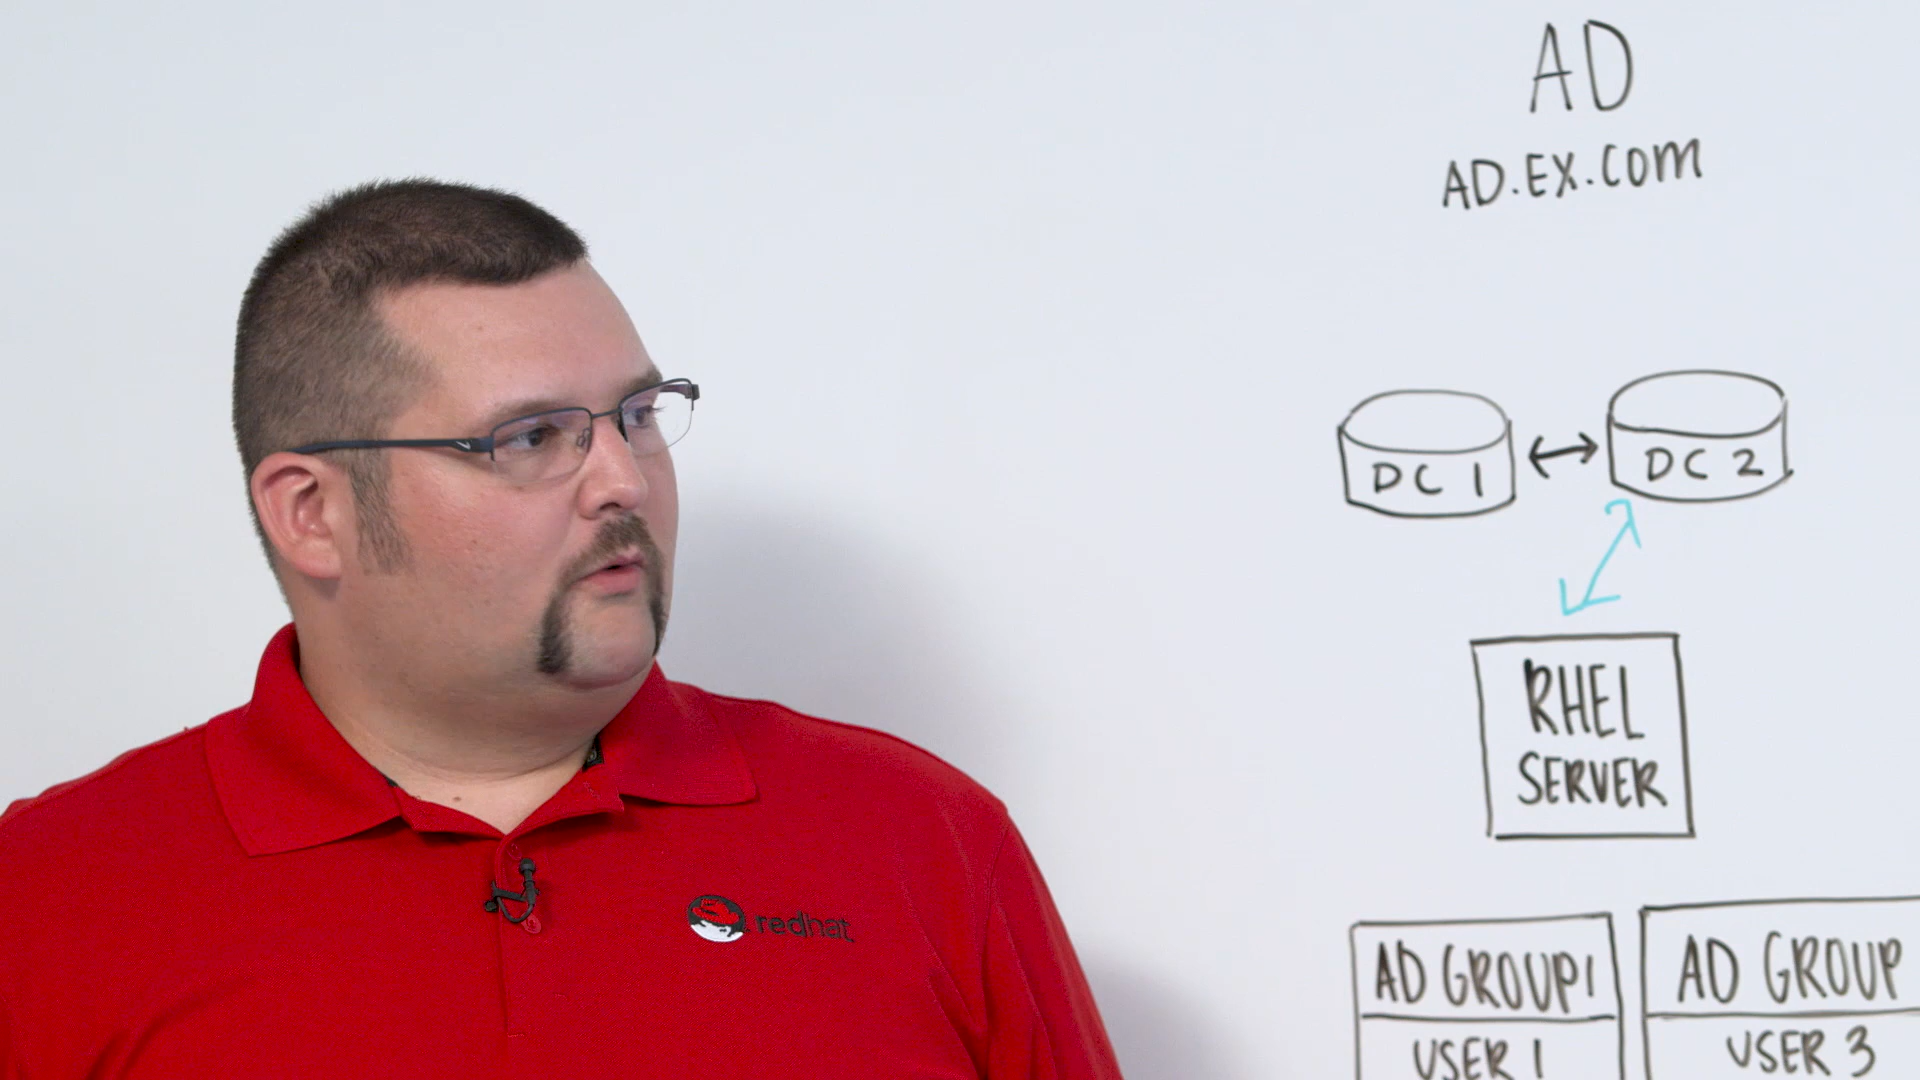 AD
AD.EX.COM
DC 1
DC 2
RHEL
SERVER
redhat.
AD GROUP1
AD GROUP
USER 1
USER 3